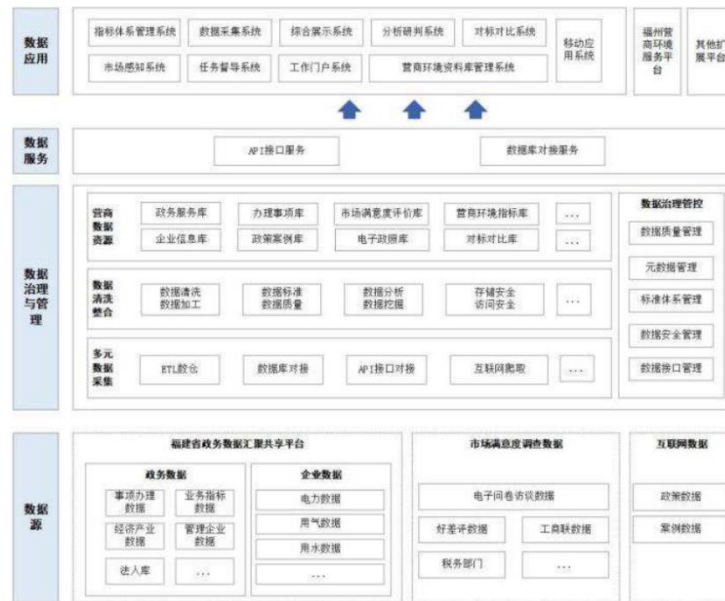 数据
应用
指标体系管理系统
数据采集系统
综合展示系统
分析研判系统
对标对比系统
市场感知系统
任务督导系统
工作门户系统
营商环境资料库管理系统
移动应
用系统
福州营
商环境
服务平
台
其他扩
展平台
数据
服务
API接口服务
数据库对接服务
数据
治理
与管
理
营商
数据
资源
政务服务库
办理事项库
市场满意度评价库
营商环境指标库
...
企业信息库
政策案例库
电子政照库
对标对比库
数据
清洗
整合
数据清洗
数据加工
数据标准
数据质量
数据分析
数据挖掘
存储安全
访问安全
...
多元
数据
采集
ETL数仓
数据库对接
API接口对接
互联网爬取
...
数据治理管控
数据质量管理
元数据管理
标准体系管理
数据安全管理
数据接口管理
数据
源
福建省政务数据汇聚共享平台
政务数据
事项办理
数据
业务指标
数据
经济产业
数据
管理企业
数据
法人库
...
企业数据
电力数据
用气数据
用水数据
...
市场满意度调查数据
电子问卷访谈数据
好差评数据
工商联数据
税务部门
...
互联网数据
政策数据
案例数据